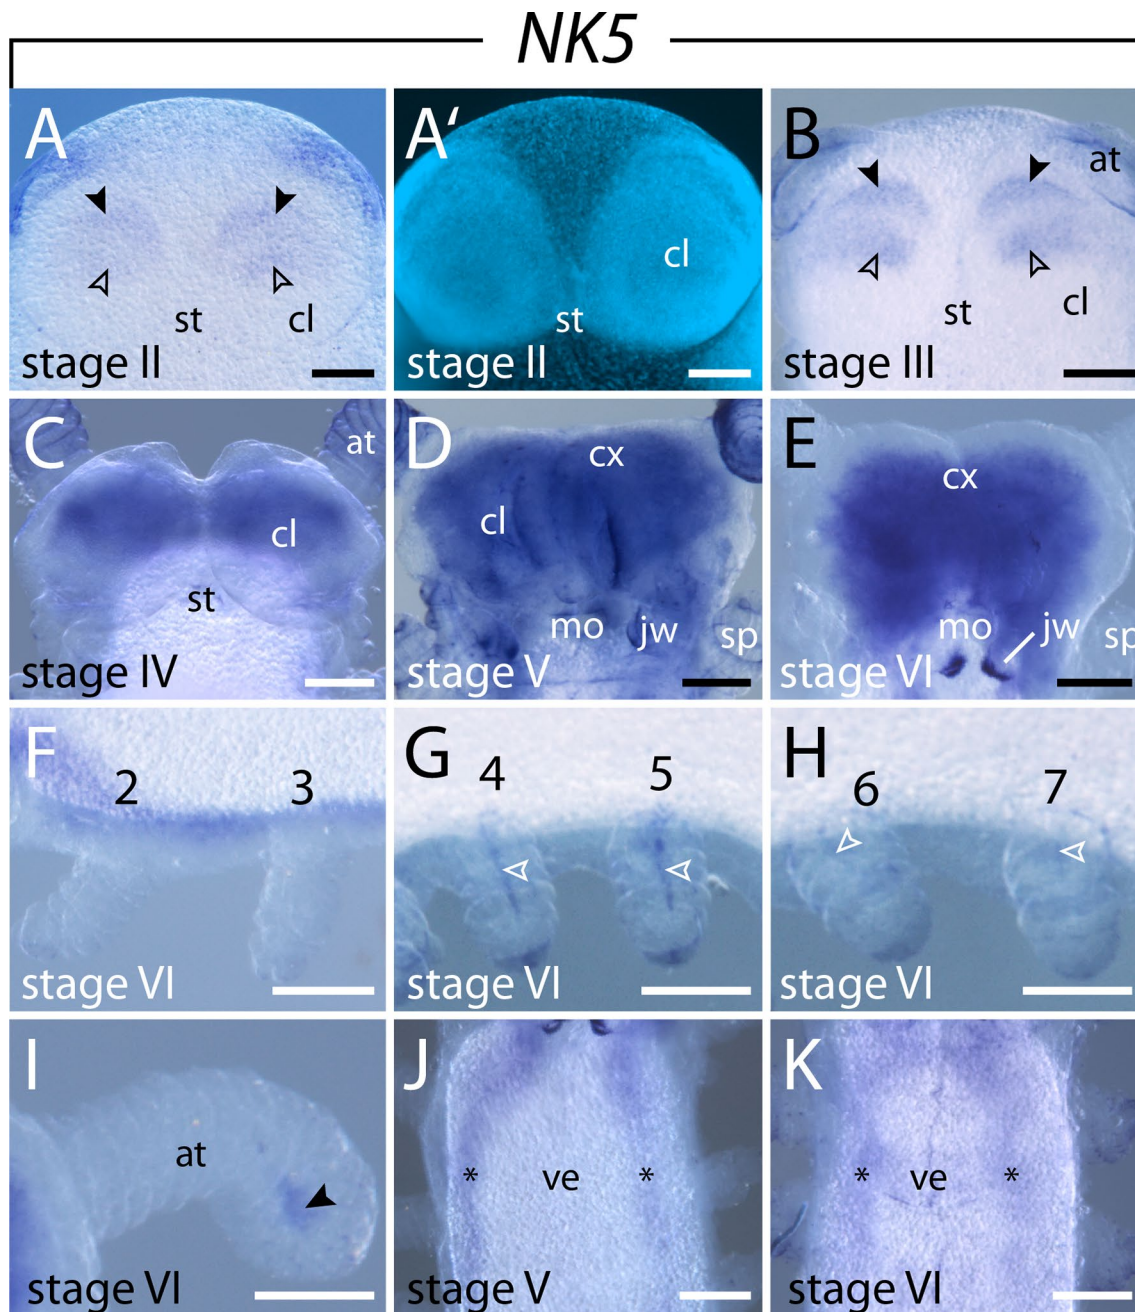 NK5
A
st
cl
stage II
A‘
cl
st
stage II
B
at
st
cl
stage III
C
at
cl
st
stage IV
D
cx
cl
mo
jw
sp
stage V
E
cx
mo
jw
sp
stage VI
F
2
3
stage VI
G
4
5
stage VI
H
6
7
stage VI
I
at
stage VI
J
* ve *
stage V
K
* ve *
stage VI